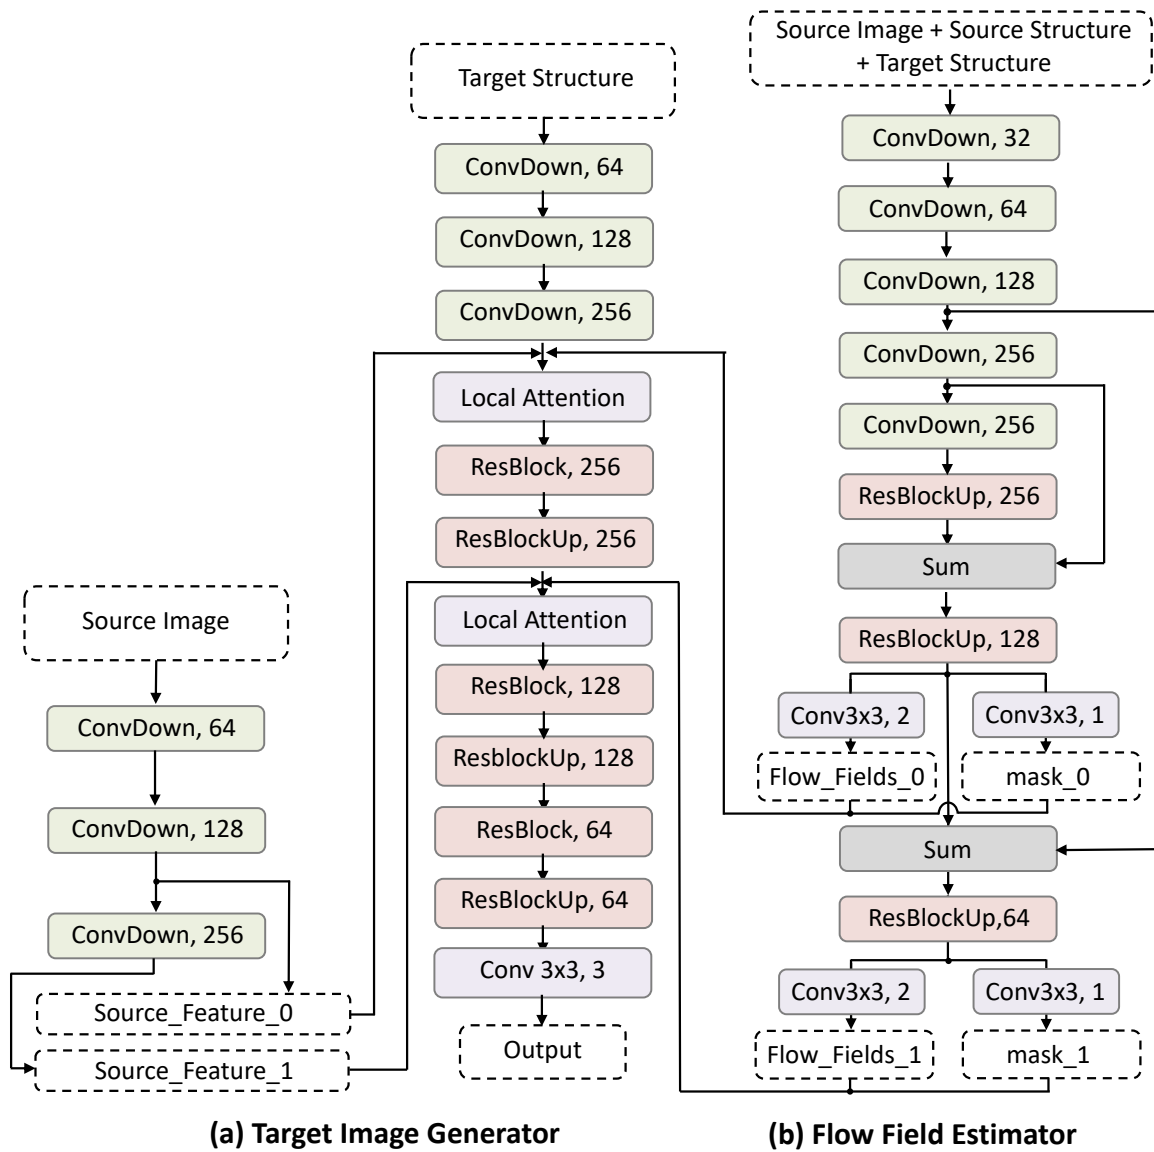 Target Structure
ConvDown, 64
ConvDown, 128
ConvDown, 256
Local Attention
ResBlock, 256
ResBlockUp, 256
Local Attention
ResBlock, 128
ResblockUp, 128
ResBlock, 64
ResBlockUp, 64
Conv 3x3, 3
Output
Source Image
ConvDown, 64
ConvDown, 128
ConvDown, 256
Source_Feature_0
Source_Feature_1
(a) Target Image Generator
Source Image + Source Structure
+ Target Structure
ConvDown, 32
ConvDown, 64
ConvDown, 128
ConvDown, 256
ConvDown, 256
ResBlockUp, 256
Sum
ResBlockUp, 128
Conv3x3, 2
Conv3x3, 1
Flow_Fields_0
mask_0
Sum
ResBlockUp,64
Conv3x3, 2
Conv3x3, 1
Flow_Fields_1
mask_1
(b) Flow Field Estimator